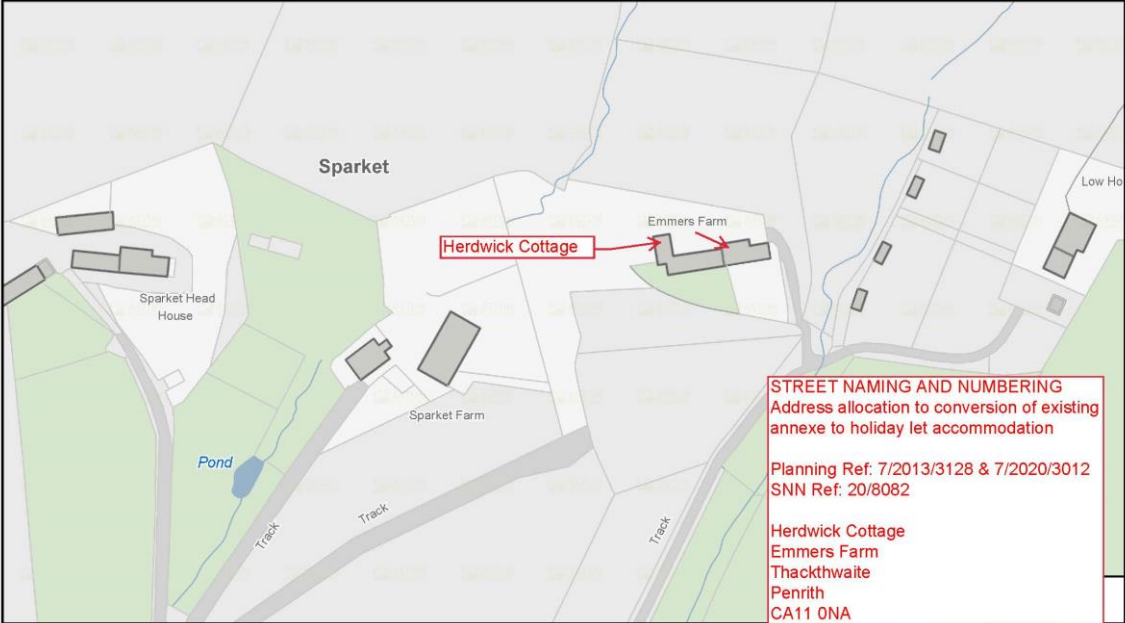 Sparket
Low Ho
Emmers Farm
Herdwick Cottage
Sparket Head
House
Sparket Farm
Pond
Track
Track
Track
STREET NAMING AND NUMBERING
Address allocation to conversion of existing
annexe to holiday let accommodation
Planning Ref: 7/2013/3128 & 7/2020/3012
SNN Ref: 20/8082
Herdwick Cottage
Emmers Farm
Thackthwaite
Penrith
CA11 0NA